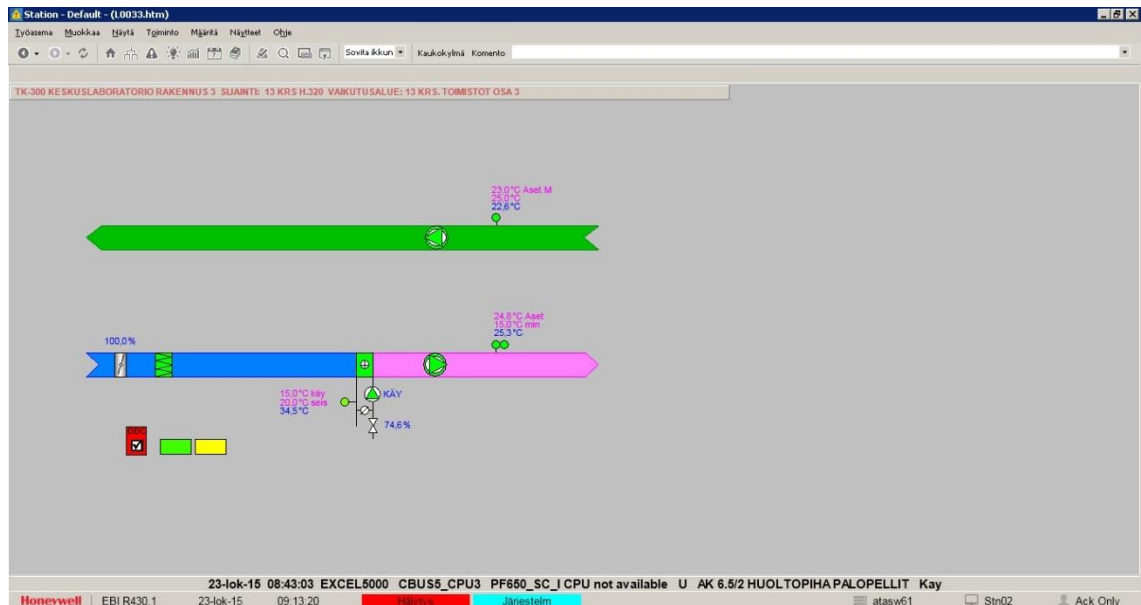 Station - Default - (L0033.htm)
Työasema Muokkaa Näytä Toiminto Määritä Näytteet Ohje
Sovita ikkun Kaukokylmä Komento
TK-300 KESKUSLABORATORIO RAKENNUS 3 SIJAINTI: 13 KRS H.320 VAIKUTUSALUE: 13 KRS. TOIMISTOT OSA 3
23,0°C Aset M
25,0°C
22,6°C
24,8°C Aset
15,0°C min
25,3°C
100,0%
15,0°C käy
20,0°C seis
34,5°C
KÄY
74,6%
DDC
23-lok-15 08:43:03 EXCEL5000 CBUS5_CPU3 PF650_SC_I CPU not available U AK 6.5/2 HUOLTOPIHA PALOPELLIT Kay
Honeywell EBI R430.1 23-lok-15 09:13:20 Hälytys Järjestelm atasw61 Stn02 Ack Only